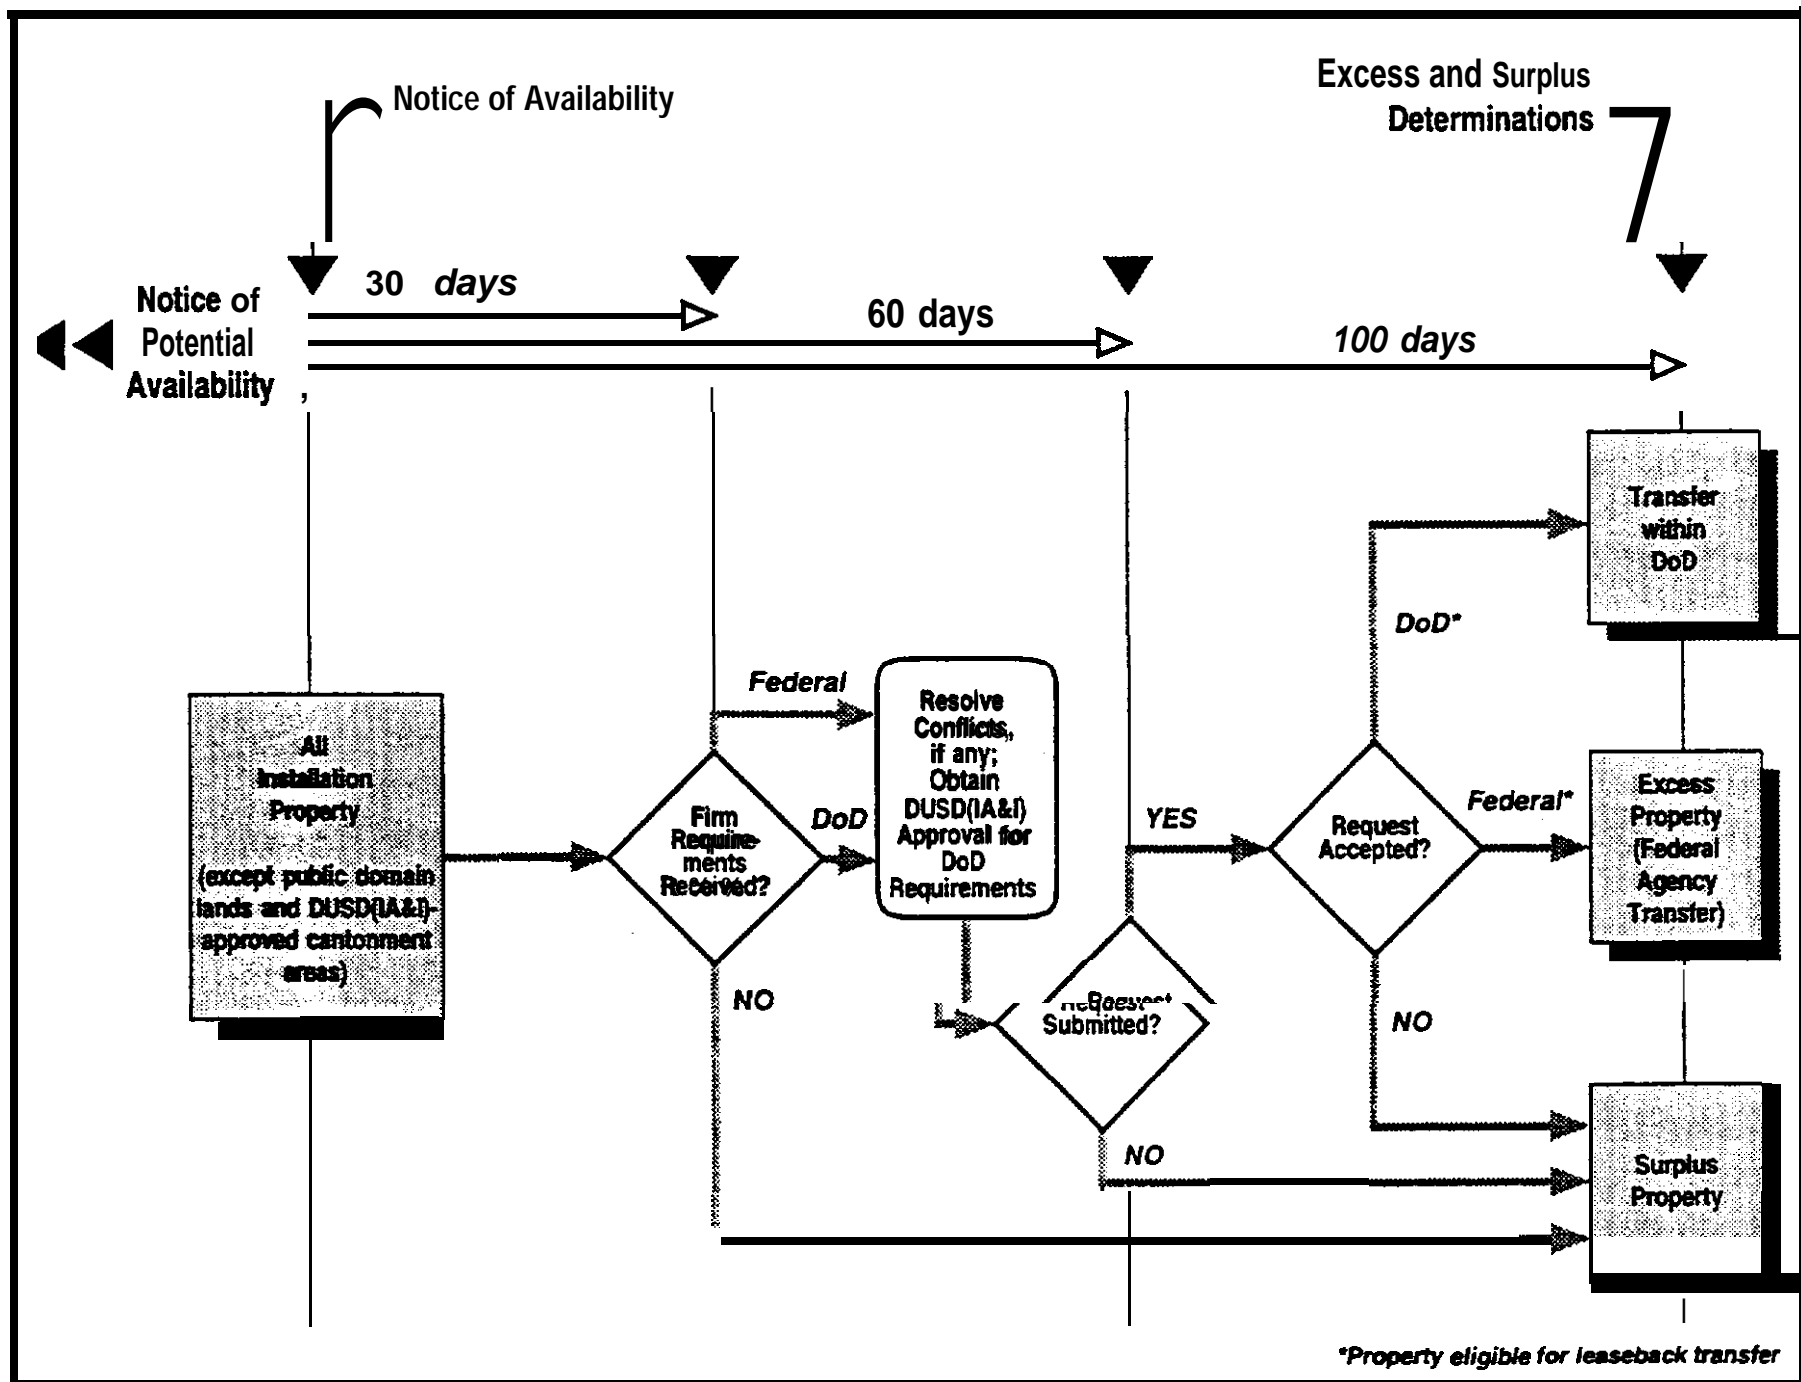 Notice of Availability
Excess and Surplus
Determinations
Notice of
Potential
Availability
30 days
60 days
100 days
All
Installation
Property
(except public domain
lands and DUSD(IA&I)-
approved cantonment
areas)
Firm
Require-
ments
Received?
Federal
DoD
NO
Resolve
Conflicts,,
if any;
Obtain
DUSD(IA&I)
Approval for
DoD
Requirements
Request
Submitted?
YES
NO
Request
Accepted?
DoD*
Federal*
NO
Transfer
within
DoD
Excess
Property
(Federal
Agency
Transfer)
Surplus
Property
*Property eligible for leaseback transfer